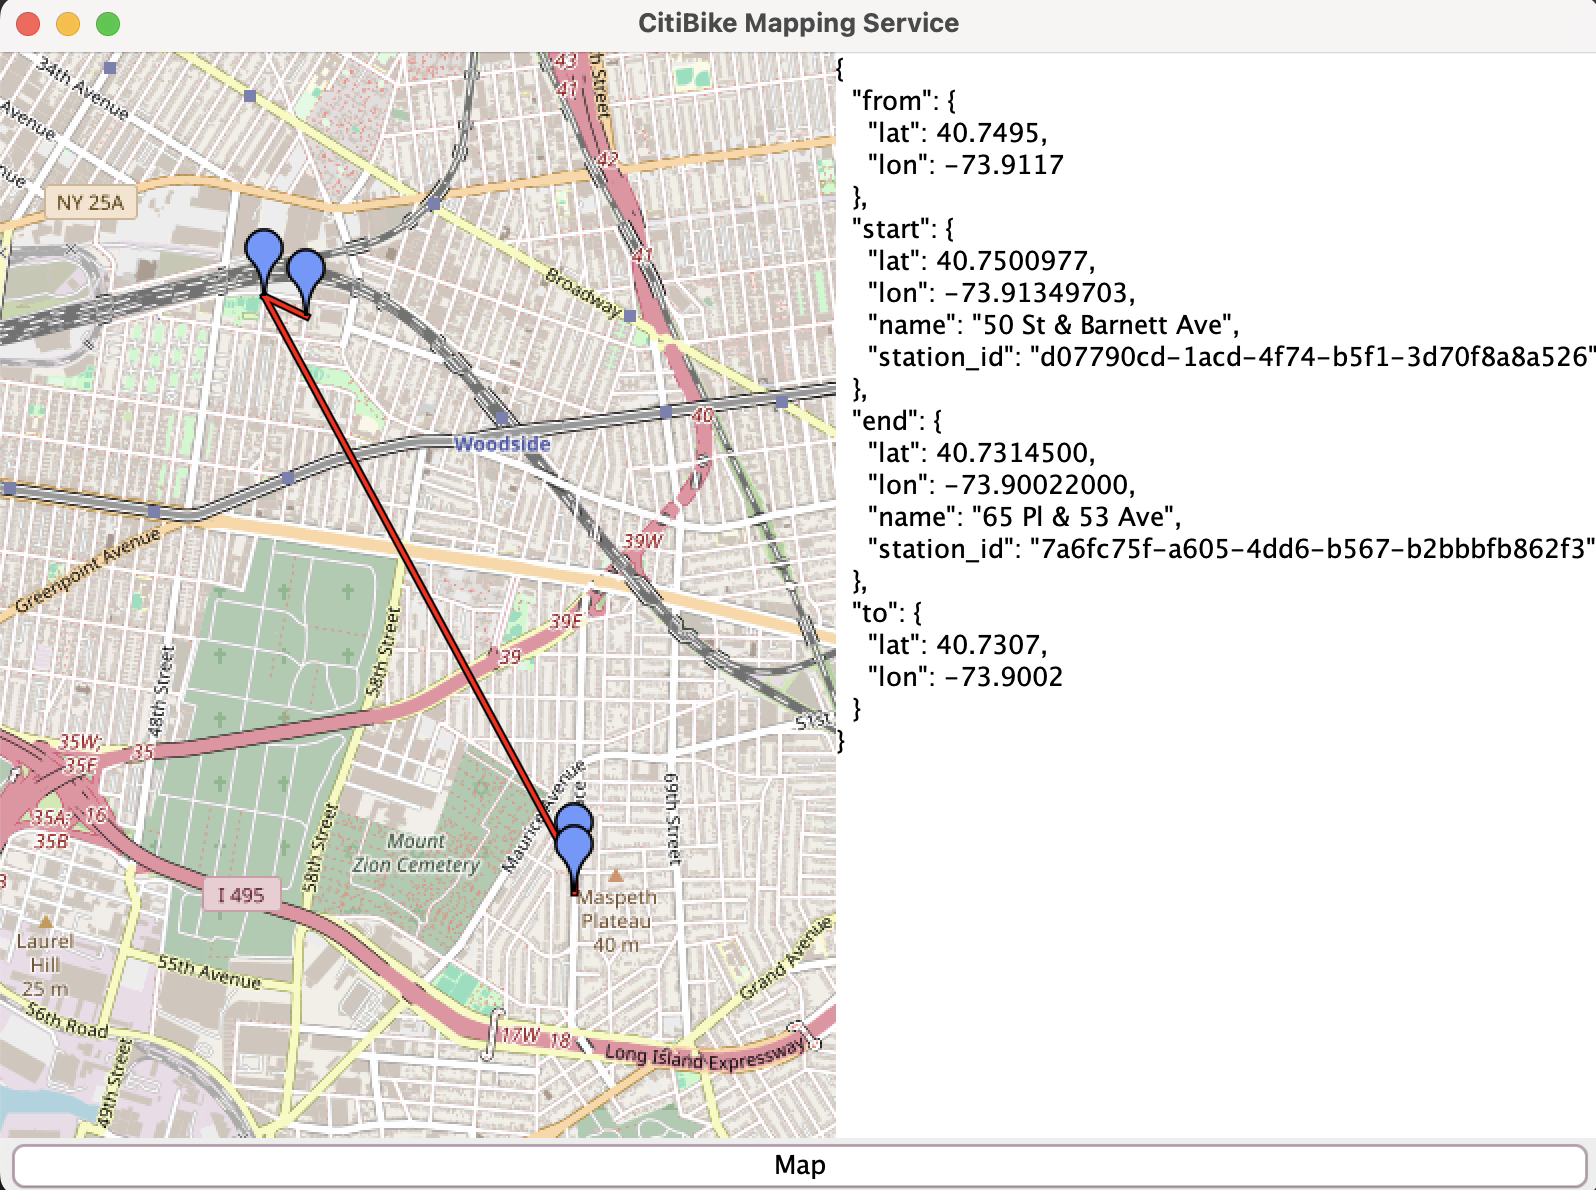 CitiBike Mapping Service
34th Avenue
Avenue
nue
43
41
h Street
42
NY 25A
41
Broadway
40
Woodside
39W
Greenpoint Avenue
39E
39
58th Street
48th Street
51st
35W;
35E
35
35A;
35B
16
Maurice Avenue
ace
69th Street
58th Street
Mount
Zion Cemetery
I 495
Maspeth
Plateau
40 m
Laurel
Hill
25 m
55th Avenue
Grand Avenue
56th Road
17W
18
Long Island Expressway
49th Street
{
"from": {
"lat": 40.7495,
"lon": -73.9117
},
"start": {
"lat": 40.7500977,
"lon": -73.91349703,
"name": "50 St & Barnett Ave",
"station_id": "d07790cd-1acd-4f74-b5f1-3d70f8a8a526"
},
"end": {
"lat": 40.7314500,
"lon": -73.90022000,
"name": "65 Pl & 53 Ave",
"station_id": "7a6fc75f-a605-4dd6-b567-b2bbbfb862f3"
},
"to": {
"lat": 40.7307,
"lon": -73.9002
}
}
Map